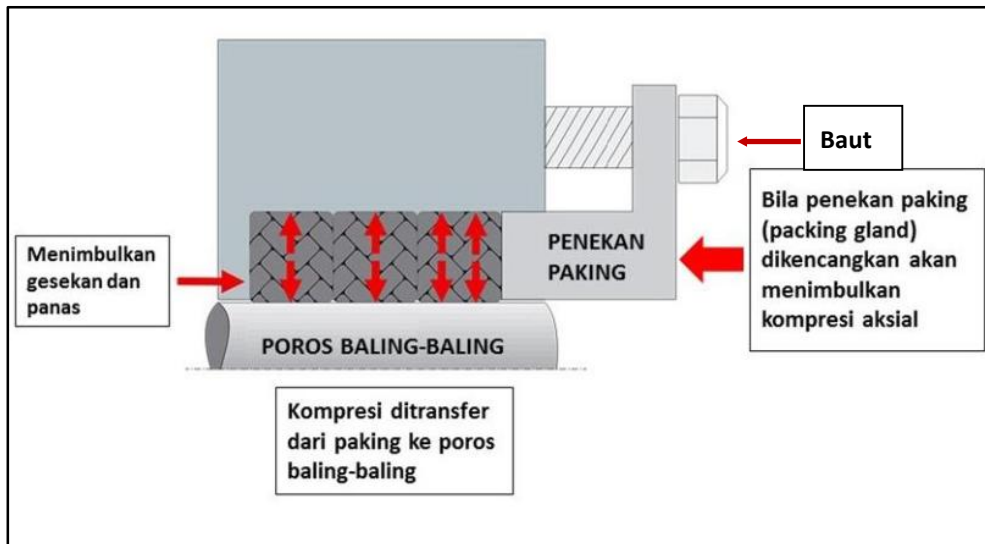 Baut
Bila penekan paking
(packing gland)
dikencangkan akan
menimbulkan
kompresi aksial
PENEKAN
PAKING
Menimbulkan
gesekan dan
panas
POROS BALING-BALING
Kompresi ditransfer
dari paking ke poros
baling-baling